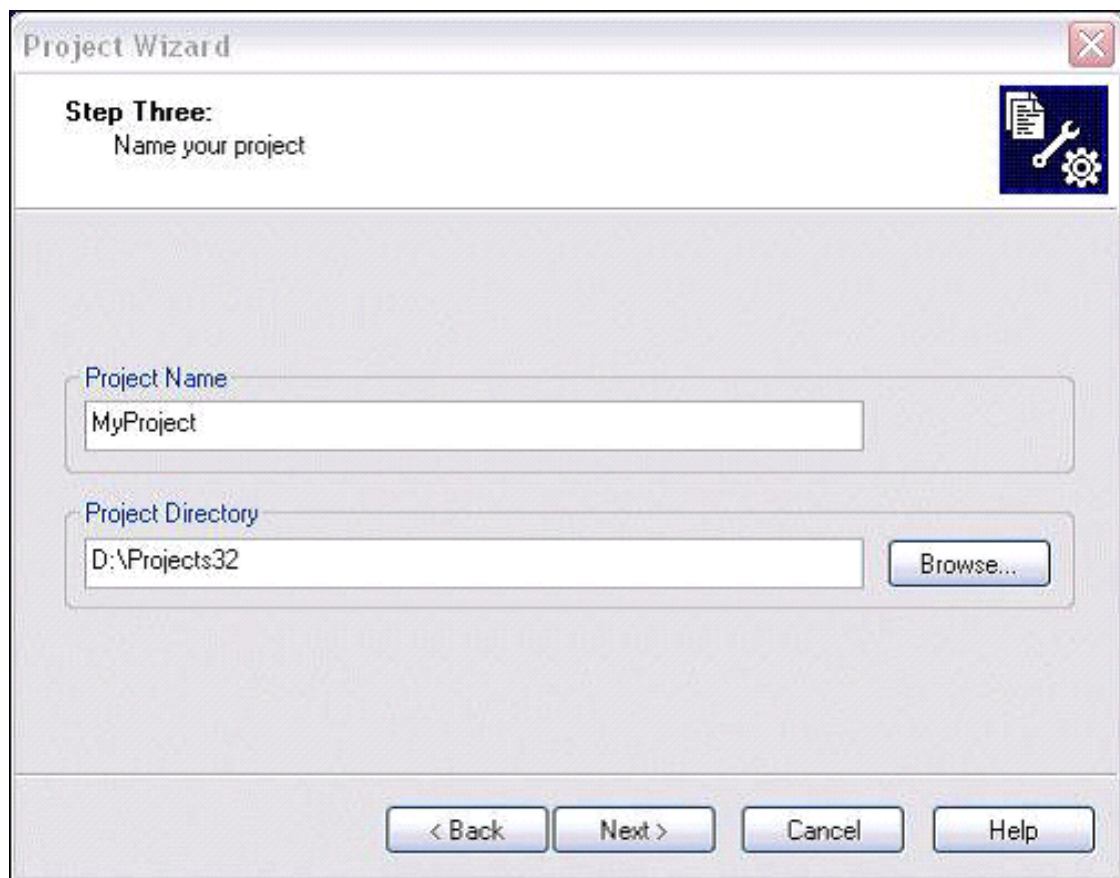 Project Wizard
Step Three:
Name your project
Project Name
MyProject
Project Directory
D:\Projects32
Browse...
< Back
Next >
Cancel
Help